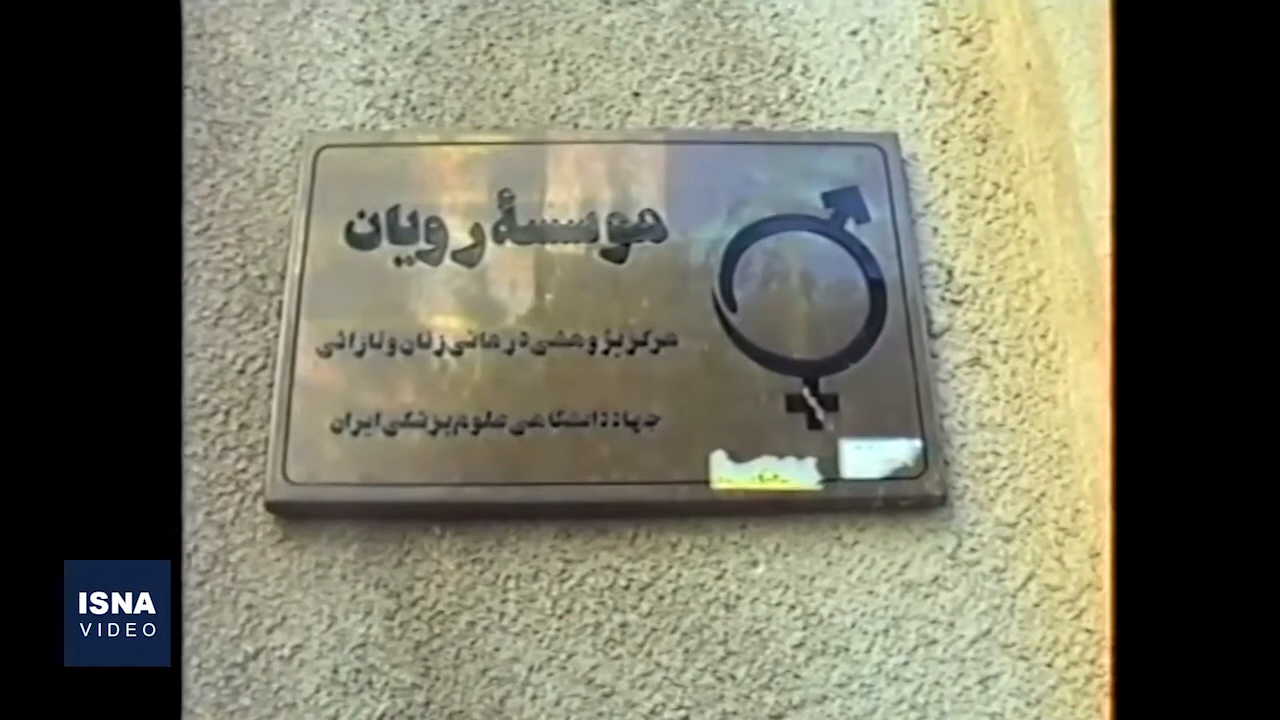 موسسهٔ رویان
مرکز پژوهشی درمانی زنان و نازائی
جهاد دانشگاهی علوم پزشکی ایران
ISNA
VIDEO